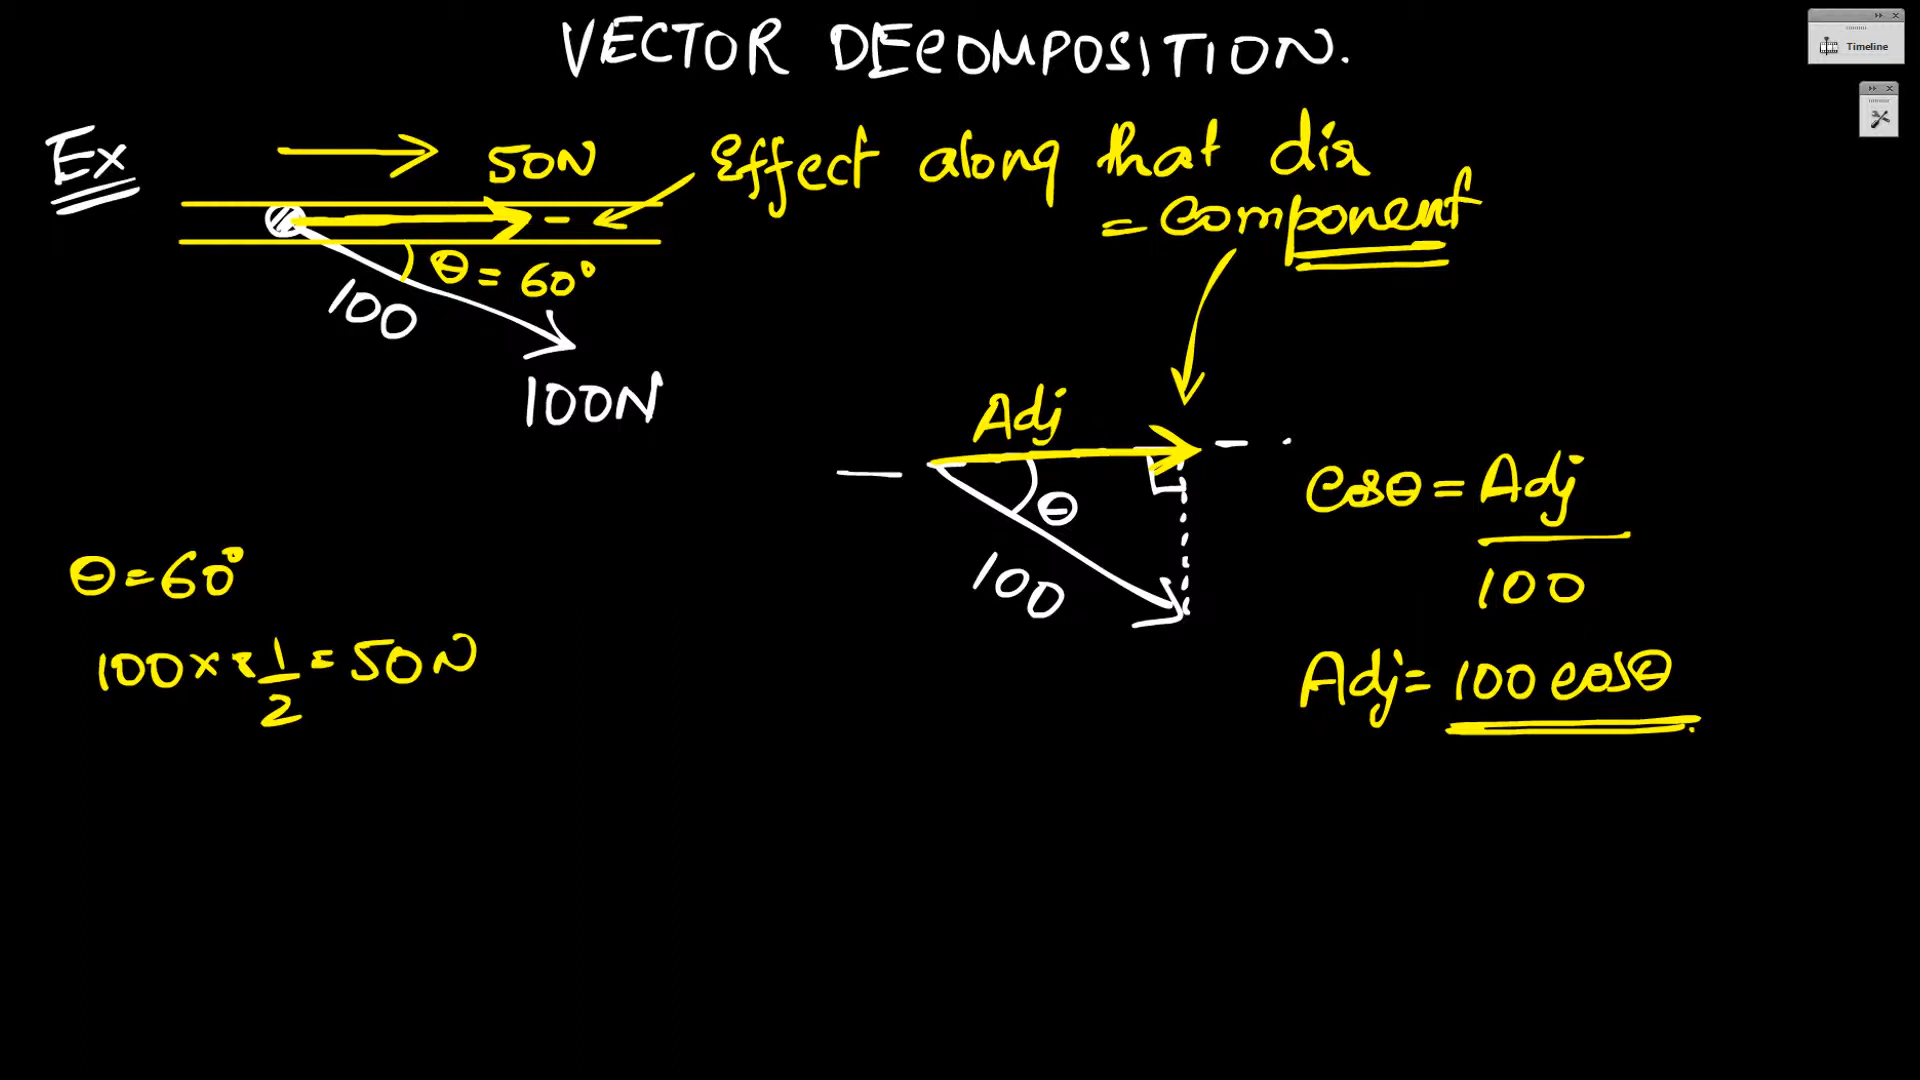 VECTOR DECOMPOSITION.
Timeline
Ex
50N
Effect along that dir
= component
θ = 60°
100
100N
Adj
θ
100
Cosθ = Adj
100
Adj = 100 cosθ
θ = 60°
100 × × 1/2 = 50N